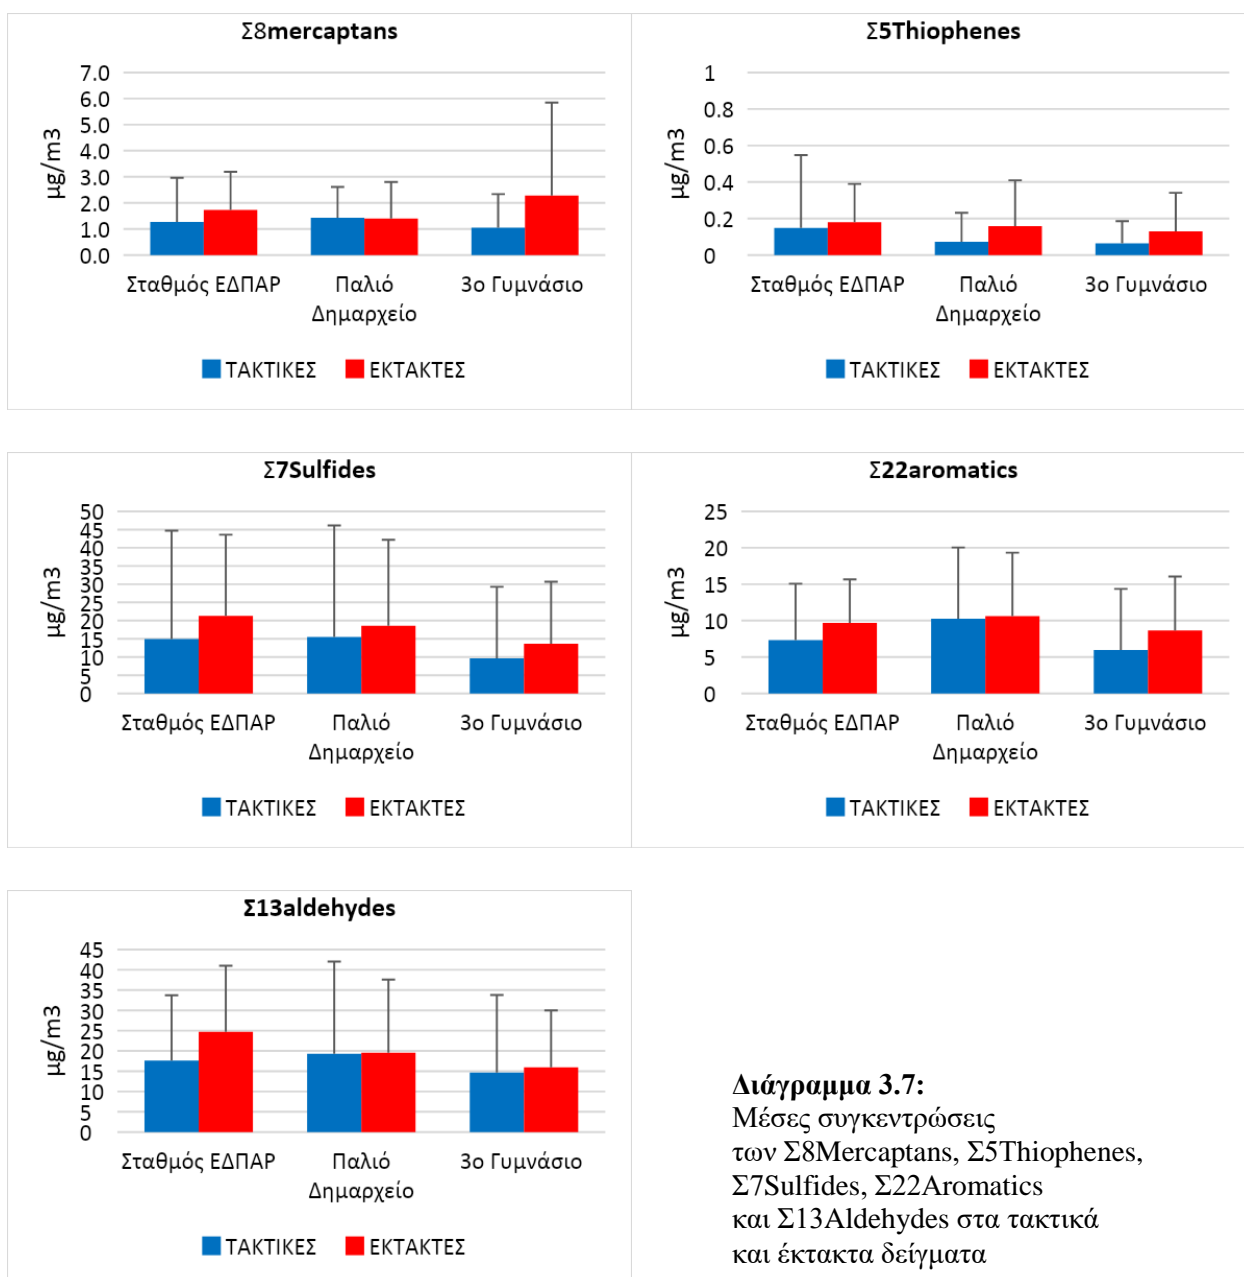 Σ8mercaptans
7.0
6.0
5.0
4.0
3.0
2.0
1.0
0.0
μg/m3
Σταθμός ΕΔΠΑΡ
Παλιό
Δημαρχείο
3ο Γυμνάσιο
ΤΑΚΤΙΚΕΣ ΕΚΤΑΚΤΕΣ
Σ5Thiophenes
1
0.8
0.6
0.4
0.2
0
μg/m3
Σταθμός ΕΔΠΑΡ
Παλιό
Δημαρχείο
3ο Γυμνάσιο
ΤΑΚΤΙΚΕΣ ΕΚΤΑΚΤΕΣ
Σ7Sulfides
50
45
40
35
30
25
20
15
10
5
0
μg/m3
Σταθμός ΕΔΠΑΡ
Παλιό
Δημαρχείο
3ο Γυμνάσιο
ΤΑΚΤΙΚΕΣ ΕΚΤΑΚΤΕΣ
Σ22aromatics
25
20
15
10
5
0
μg/m3
Σταθμός ΕΔΠΑΡ
Παλιό
Δημαρχείο
3ο Γυμνάσιο
ΤΑΚΤΙΚΕΣ ΕΚΤΑΚΤΕΣ
Σ13aldehydes
45
40
35
30
25
20
15
10
5
0
μg/m3
Σταθμός ΕΔΠΑΡ
Παλιό
Δημαρχείο
3ο Γυμνάσιο
ΤΑΚΤΙΚΕΣ ΕΚΤΑΚΤΕΣ
Διάγραμμα 3.7:
Μέσες συγκεντρώσεις
των Σ8Mercaptans, Σ5Thiophenes,
Σ7Sulfides, Σ22Aromatics
και Σ13Aldehydes στα τακτικά
και έκτακτα δείγματα